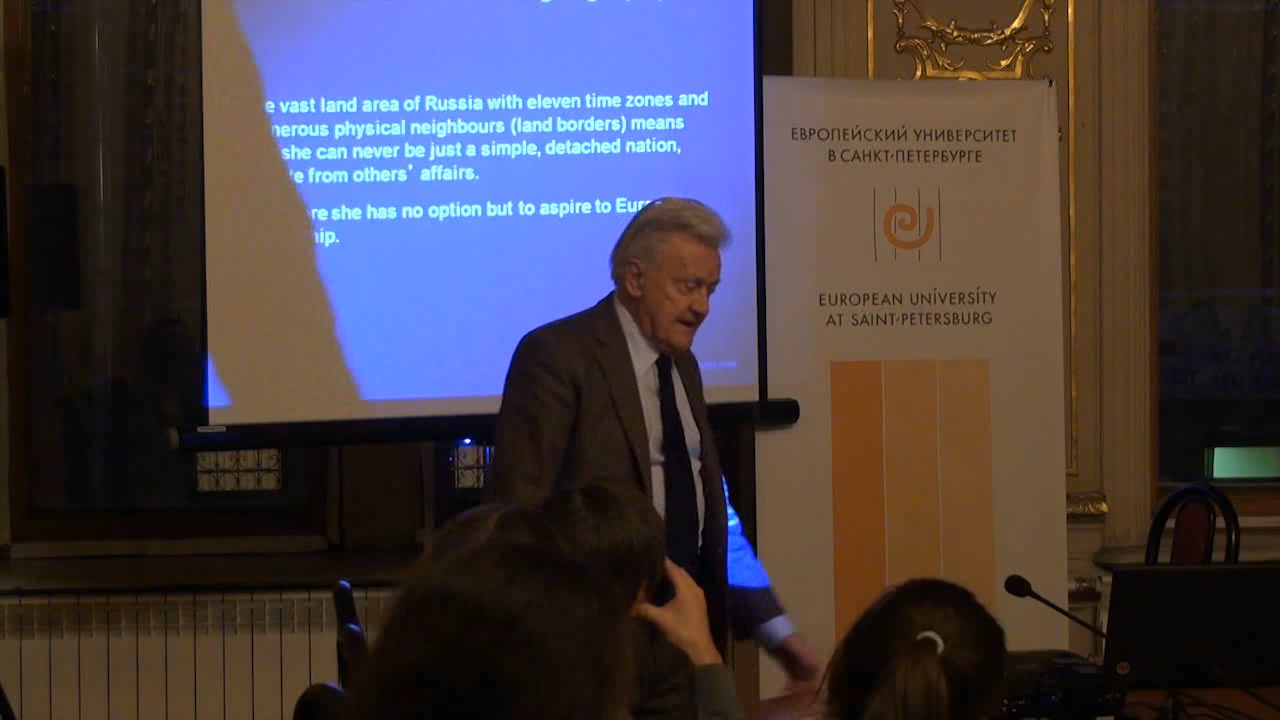 e vast land area of Russia with eleven time zones and
nerous physical neighbours (land borders) means
she can never be just a simple, detached nation,
e from others' affairs.
re she has no option but to aspire to Euro
ip.
ЕВРОПЕЙСКИЙ УНИВЕРСИТЕТ
В САНКТ-ПЕТЕРБУРГЕ
EUROPEAN UNIVERSITY
AT SAINT-PETERSBURG